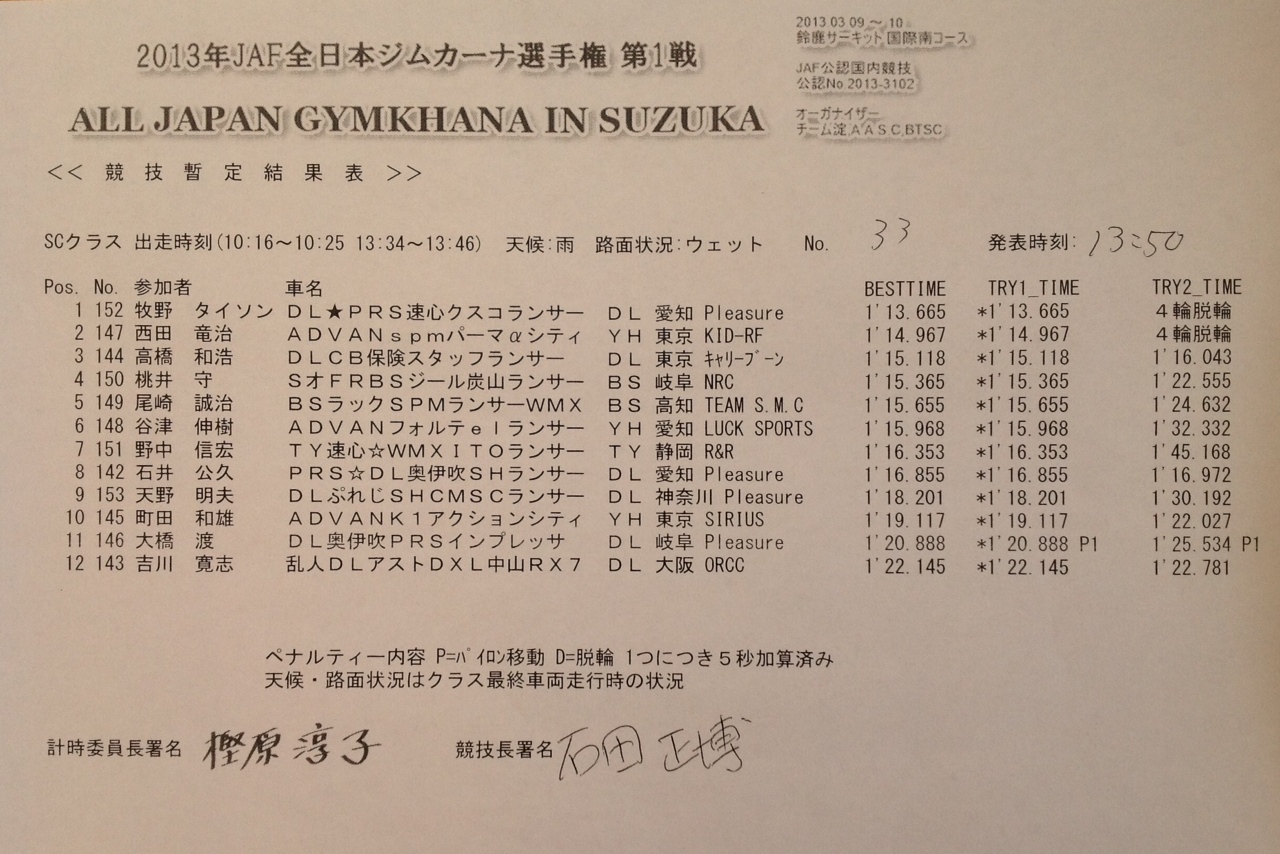 2013年JAF全日本ジムカーナ選手権 第1戦
ALL JAPAN GYMKHANA IN SUZUKA
2013 03 09 ～ 10
鈴鹿サーキット 国際南コース
JAF公認国内競技
公認No.2013-3102
オーガナイザー
チーム淀,A A S C,BTSC
<< 競 技 暫 定 結 果 表 >>
SCクラス 出走時刻(10:16～10:25 13:34～13:46) 天候:雨 路面状況:ウェット No. 33 発表時刻: 13:50
Pos. No. 参加者 車名 BESTTIME TRY1_TIME TRY2_TIME
1 152 牧野 タイソン ＤＬ★ＰＲＳ速心クスコランサー ＤＬ 愛知 Pleasure 1'13.665 *1'13.665 ４輪脱輪
2 147 西田 竜治 ＡＤＶＡＮｓｐｍパーマαシティ ＹＨ 東京 KID-RF 1'14.967 *1'14.967 ４輪脱輪
3 144 高橋 和浩 ＤＬＣＢ保険スタッフランサー ＤＬ 東京 ｷｬﾘｰﾌﾞｰﾝ 1'15.118 *1'15.118 1'16.043
4 150 桃井 守 ＳオＦＲＢＳジール炭山ランサー ＢＳ 岐阜 NRC 1'15.365 *1'15.365 1'22.555
5 149 尾崎 誠治 ＢＳラックＳＰＭランサーＷＭＸ ＢＳ 高知 TEAM S.M.C 1'15.655 *1'15.655 1'24.632
6 148 谷津 伸樹 ＡＤＶＡＮフォルテｅｌランサー ＹＨ 愛知 LUCK SPORTS 1'15.968 *1'15.968 1'32.332
7 151 野中 信宏 ＴＹ速心☆ＷＭＸＩＴＯランサー ＴＹ 静岡 R&R 1'16.353 *1'16.353 1'45.168
8 142 石井 公久 ＰＲＳ☆ＤＬ奥伊吹ＳＨランサー ＤＬ 愛知 Pleasure 1'16.855 *1'16.855 1'16.972
9 153 天野 明夫 ＤＬぷれじＳＨＣＭＳＣランサー ＤＬ 神奈川 Pleasure 1'18.201 *1'18.201 1'30.192
10 145 町田 和雄 ＡＤＶＡＮＫ１アクションシティ ＹＨ 東京 SIRIUS 1'19.117 *1'19.117 1'22.027
11 146 大橋 渡 ＤＬ奥伊吹ＰＲＳインプレッサ ＤＬ 岐阜 Pleasure 1'20.888 *1'20.888 P1 1'25.534 P1
12 143 吉川 寛志 乱人ＤＬアストＤＸＬ中山ＲＸ７ ＤＬ 大阪 ORCC 1'22.145 *1'22.145 1'22.781
ペナルティー内容 P=ﾊﾟｲﾛﾝ移動 D=脱輪 1つにつき５秒加算済み
天候・路面状況はクラス最終車両走行時の状況
計時委員長署名 樫原 淳子 競技長署名 石田 正博